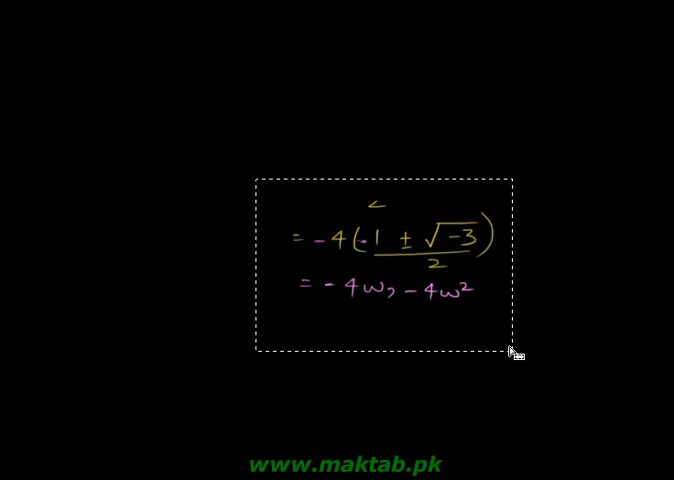 = -4(-1 ± √-3)
2
= -4ω, -4ω²
www.maktab.pk